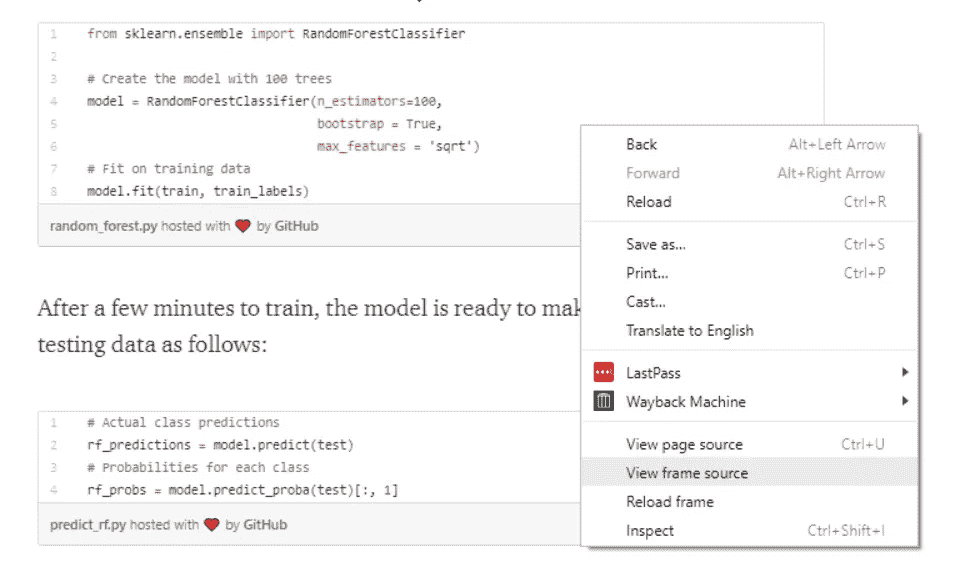 1 from sklearn.ensemble import RandomForestClassifier
2
3 # Create the model with 100 trees
4 model = RandomForestClassifier(n_estimators=100,
5 bootstrap = True,
6 max_features = 'sqrt')
7 # Fit on training data
8 model.fit(train, train_labels)
random_forest.py hosted with ❤ by GitHub
After a few minutes to train, the model is ready to mak
testing data as follows:
1 # Actual class predictions
2 rf_predictions = model.predict(test)
3 # Probabilities for each class
4 rf_probs = model.predict_proba(test)[:, 1]
predict_rf.py hosted with ❤ by GitHub
Back Alt+Left Arrow
Forward Alt+Right Arrow
Reload Ctrl+R
Save as... Ctrl+S
Print... Ctrl+P
Cast...
Translate to English
LastPass
Wayback Machine
View page source Ctrl+U
View frame source
Reload frame
Inspect Ctrl+Shift+I